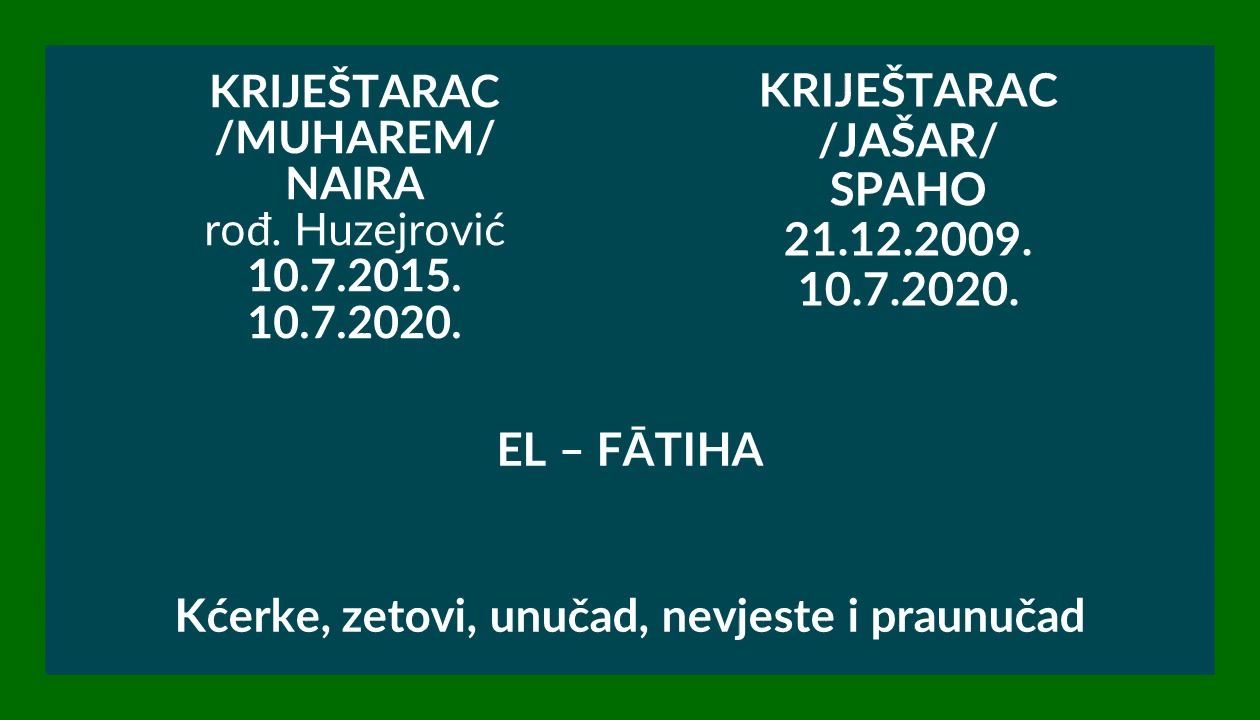 KRIJEŠTARAC
/MUHAREM/
NAIRA
rođ. Huzejrović
10.7.2015.
10.7.2020.
KRIJEŠTARAC
/JAŠAR/
SPAHO
21.12.2009.
10.7.2020.
EL – FĀTIHA
Kćerke, zetovi, unučad, nevjeste i praunučad